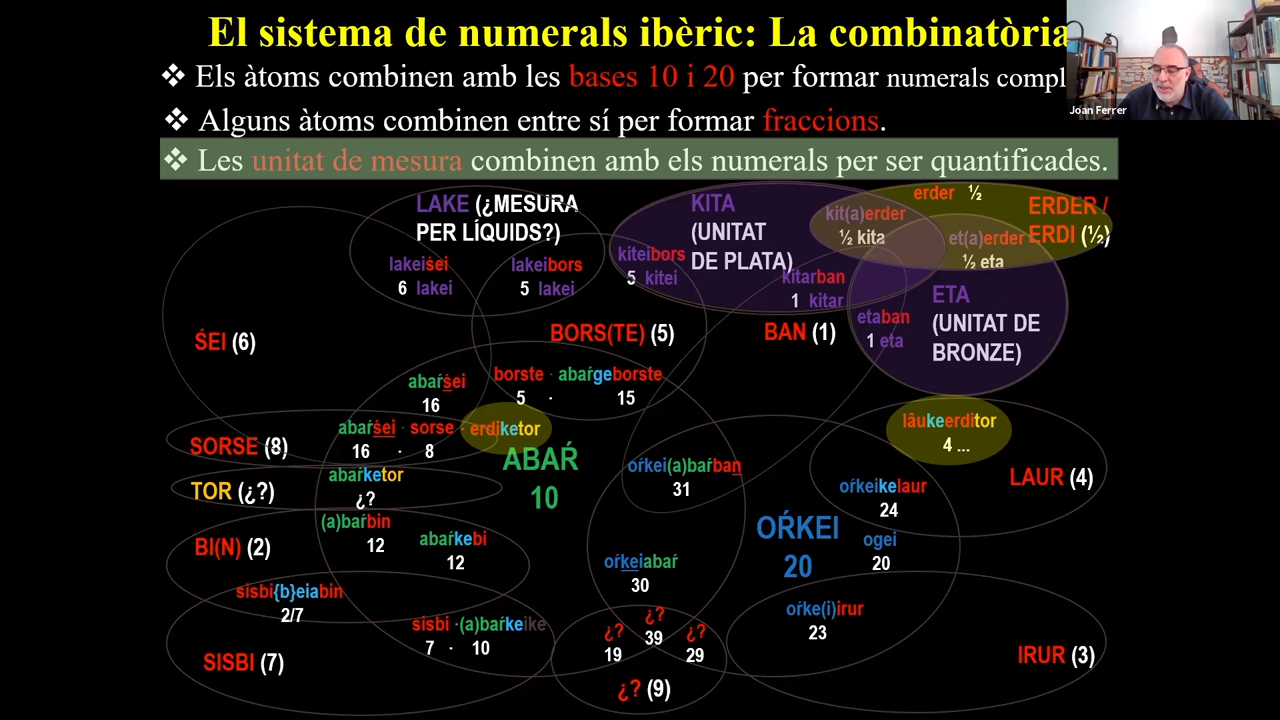 El sistema de numerals ibèric: La combinatòria
❖ Els àtoms combinen amb les bases 10 i 20 per formar numerals compl
Joan Ferrer
❖ Alguns àtoms combinen entre sí per formar fraccions.
❖ Les unitat de mesura combinen amb els numerals per ser quantificades.
LAKE (¿MESURA
PER LÍQUIDS?)
lakeiśei
6 lakei
lakeibors
5 lakei
KITA
(UNITAT
DE PLATA)
kiteibors
5 kitei
kitarban
1 kitar
kit(a)erder
½ kita
erder ½
ERDER /
ERDI (½)
et(a)erder
½ eta
ETA
(UNITAT DE
BRONZE)
etaban
1 eta
ŚEI (6)
BORS(TE) (5)
BAN (1)
abaŕśei
16
borste · abaŕgeborste
5 · 15
abaŕśei · sorse · erdiketor
16 · 8
SORSE (8)
ABAŔ
10
lâukeerditor
4 ...
LAUR (4)
TOR (¿?)
abaŕketor
¿?
oŕkei(a)baŕban
31
oŕkeikelaur
24
BI(N) (2)
(a)baŕbin
12
abaŕkebi
12
OŔKEI
20
ogei
20
oŕkeiabaŕ
30
sisbi{b}eiabin
2/7
sisbi ·(a)baŕkeike
7 · 10
SISBI (7)
¿? ¿? ¿?
19 39 29
¿? (9)
oŕke(i)irur
23
IRUR (3)